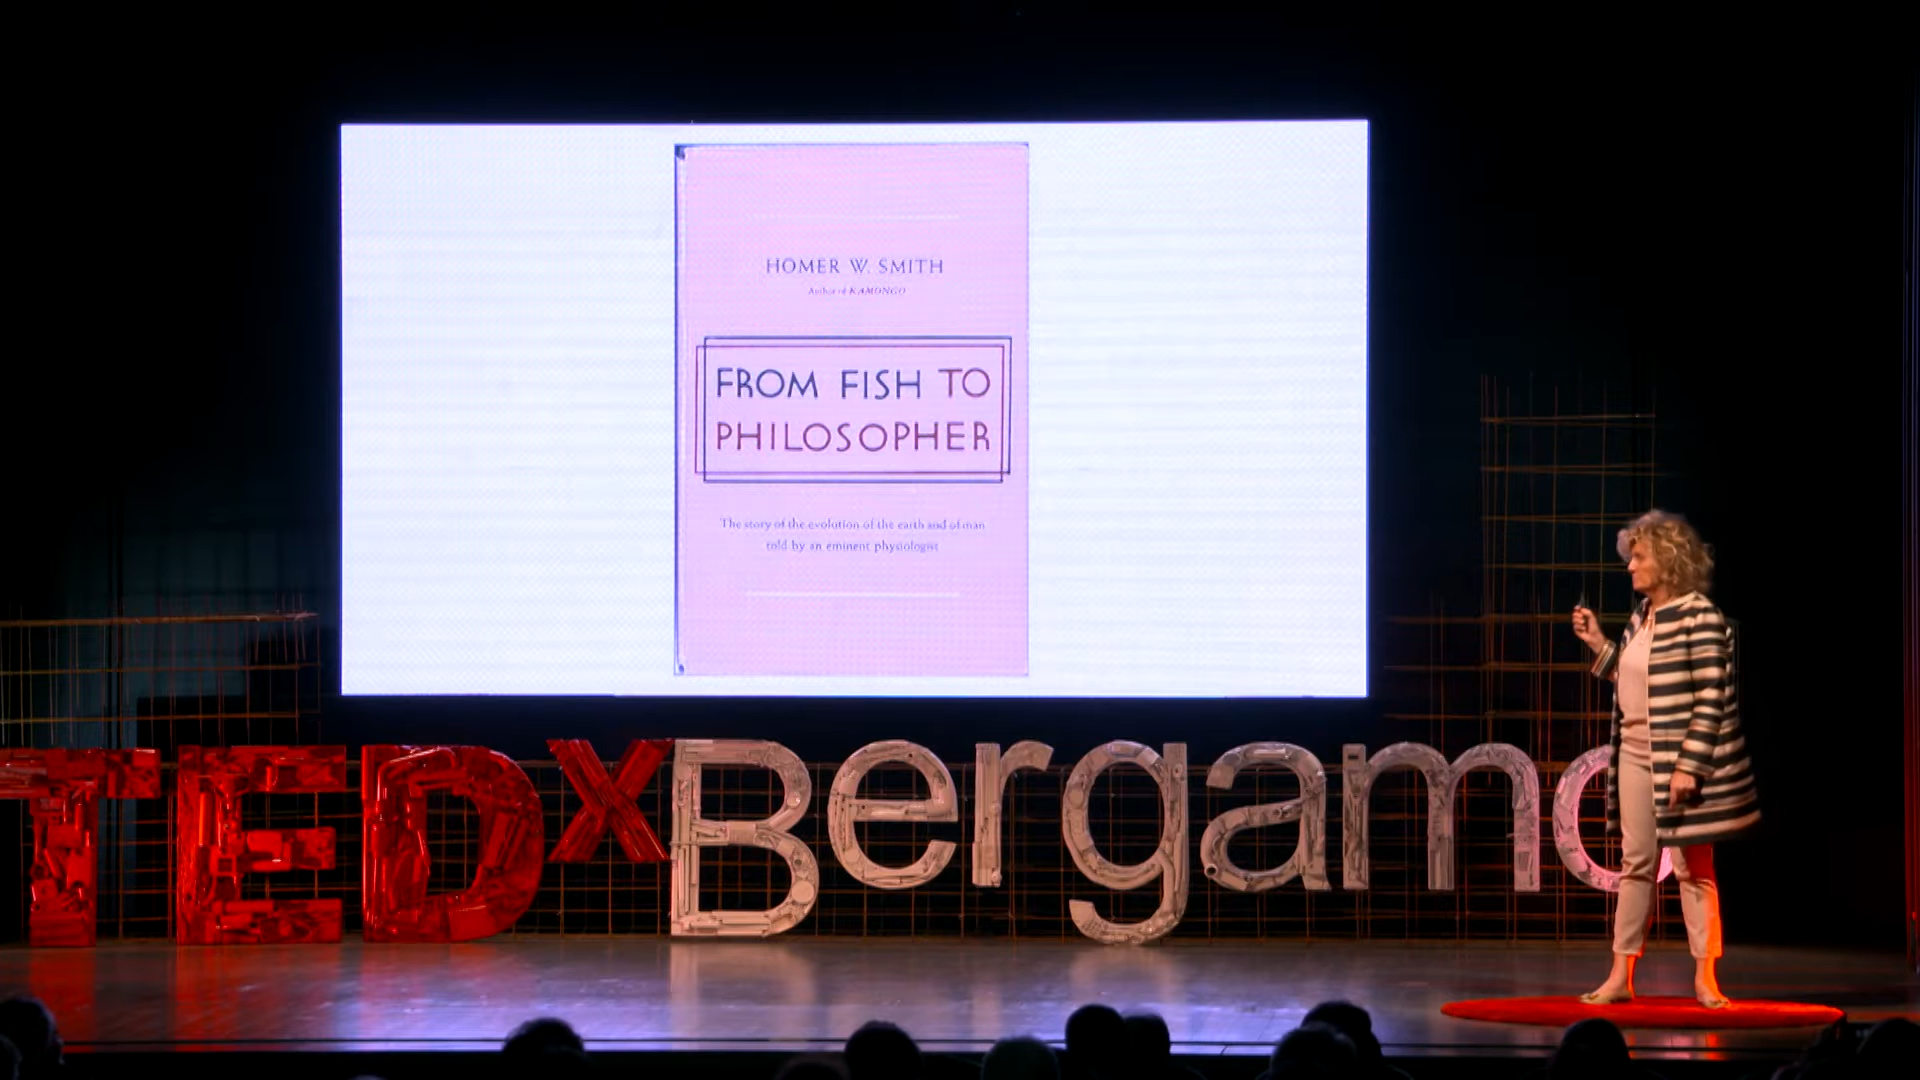 HOMER W. SMITH
Author of KAMONGO
FROM FISH TO
PHILOSOPHER
The story of the evolution of the earth and of man
told by an eminent physiologist
TEDxBergamo